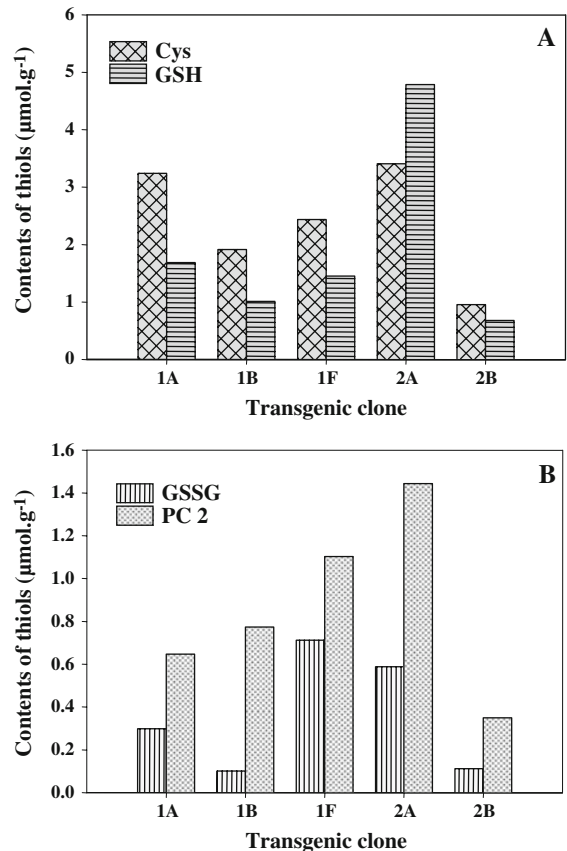 A
Cys
GSH
Contents of thiols (µmol.g-1)
6
5
4
3
2
1
0
1A 1B 1F 2A 2B
Transgenic clone
B
GSSG
PC 2
Contents of thiols (µmol.g-1)
1.6
1.4
1.2
1.0
0.8
0.6
0.4
0.2
0.0
1A 1B 1F 2A 2B
Transgenic clone